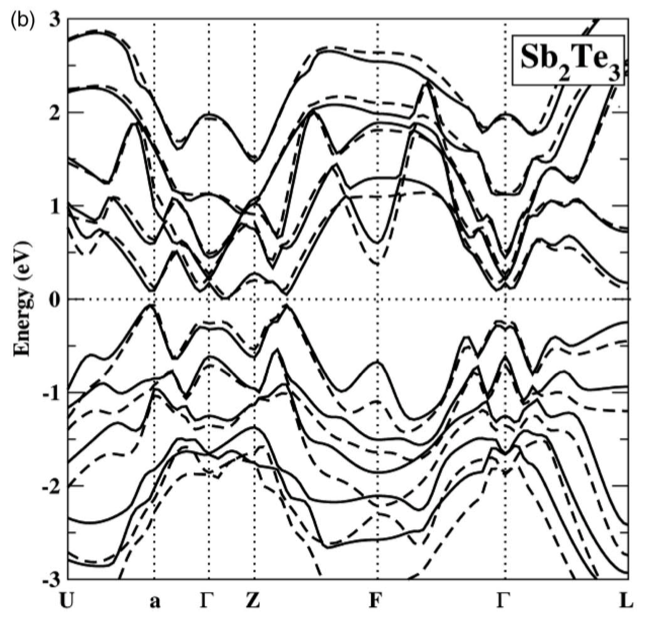 (b)
Sb2Te3
Energy (eV)
3
2
1
0
-1
-2
-3
U a Γ Z F Γ L